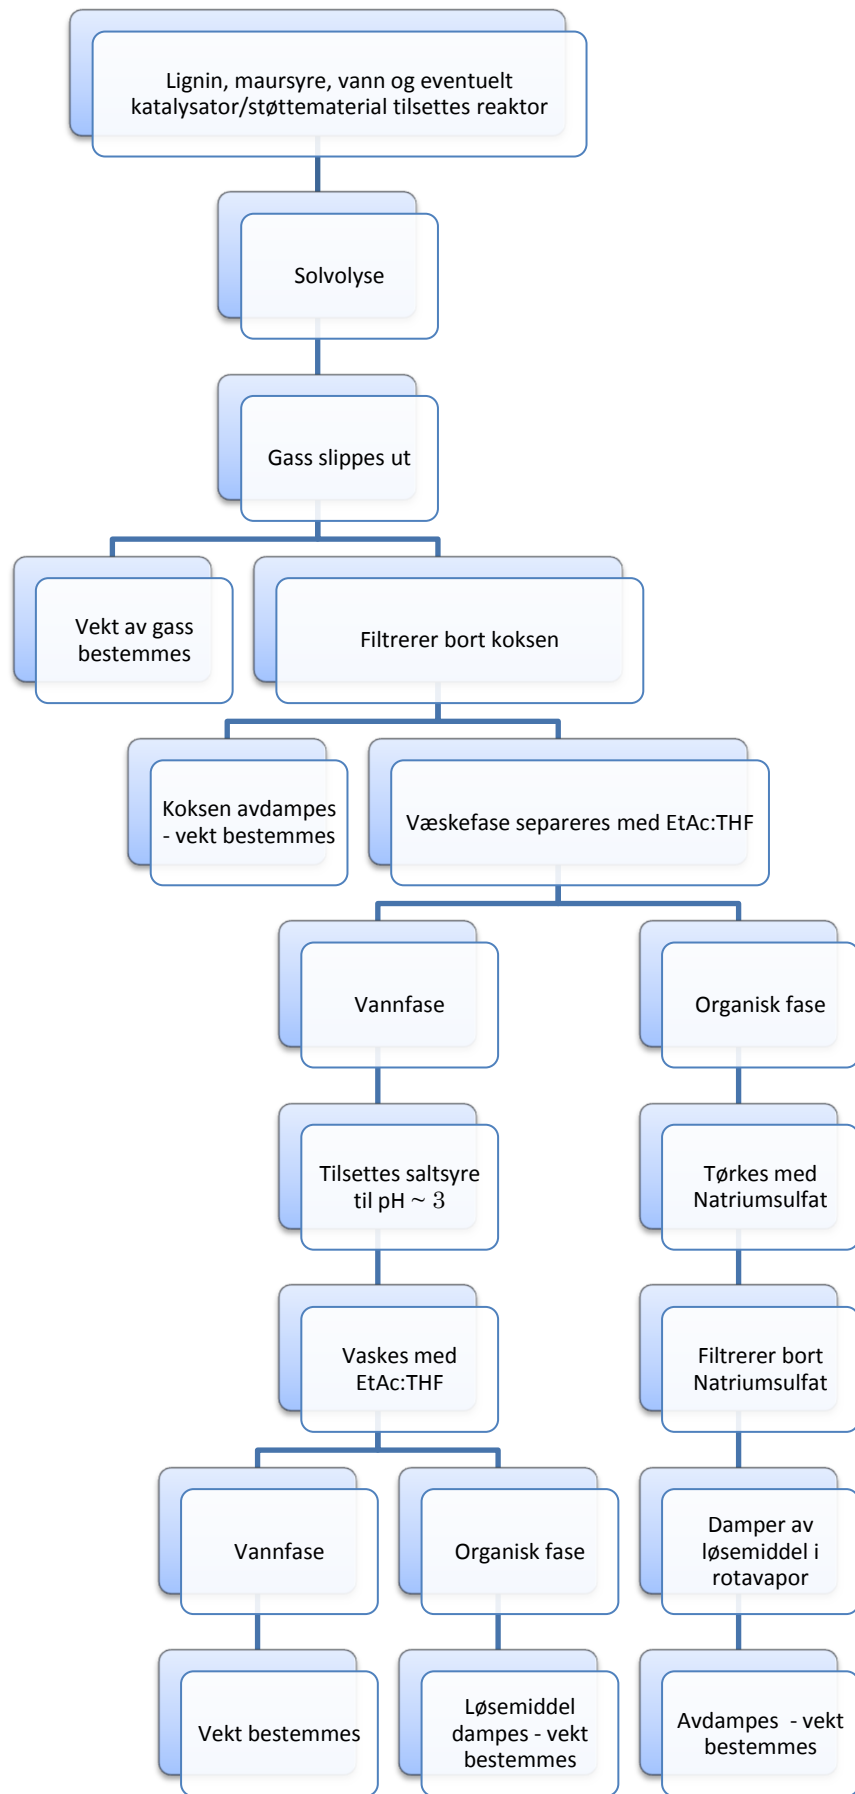 Lignin, maursyre, vann og eventuelt
katalysator/støttematerial tilsettes reaktor
Solvolyse
Gass slippes ut
Vekt av gass
bestemmes
Filtrerer bort koksen
Koksen avdampes
- vekt bestemmes
Væskefase separeres med EtAc:THF
Vannfase
Organisk fase
Tilsettes saltsyre
til pH ~ 3
Tørkes med
Natriumsulfat
Vaskes med
EtAc:THF
Filtrerer bort
Natriumsulfat
Vannfase
Organisk fase
Damper av
løsemiddel i
rotavapor
Vekt bestemmes
Løsemiddel
dampes - vekt
bestemmes
Avdampes  - vekt
bestemmes